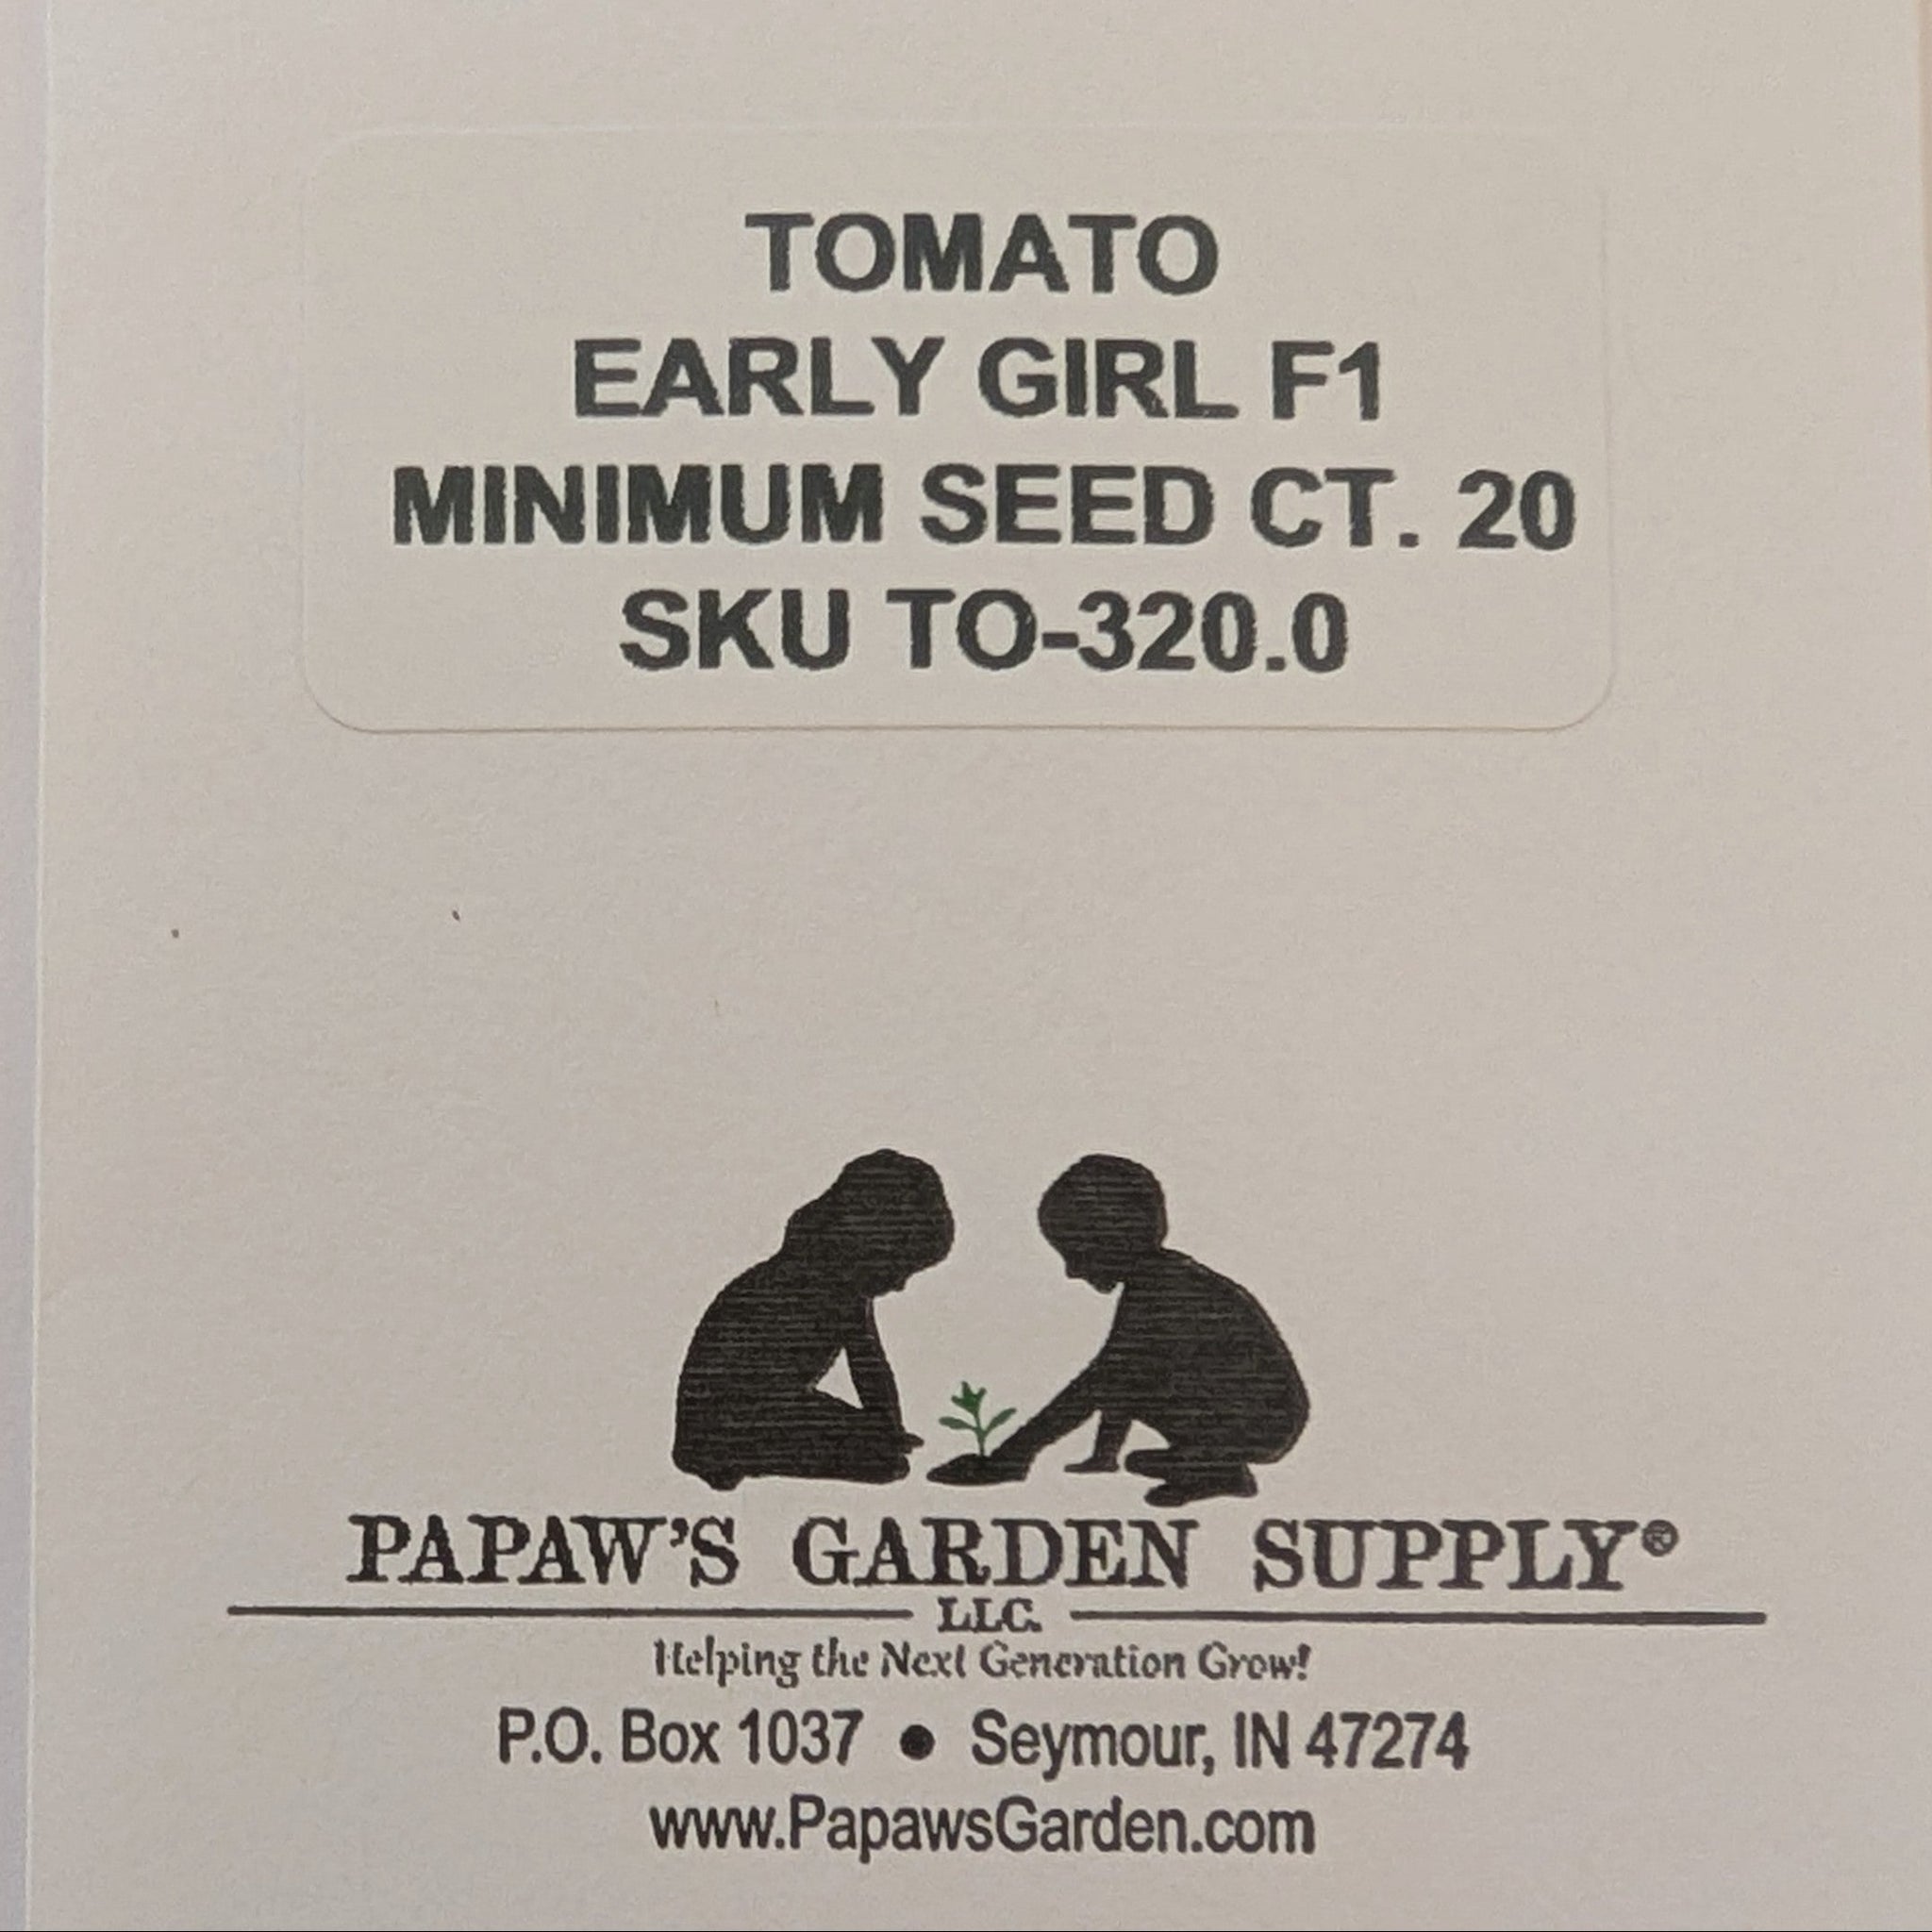 TOMATO
EARLY GIRL F1
MINIMUM SEED CT. 20
SKU TO-320.0
PAPAW'S GARDEN SUPPLY®
LLC.
Helping the Next Generation Grow!
P.O. Box 1037 ● Seymour, IN 47274
www.PapawsGarden.com